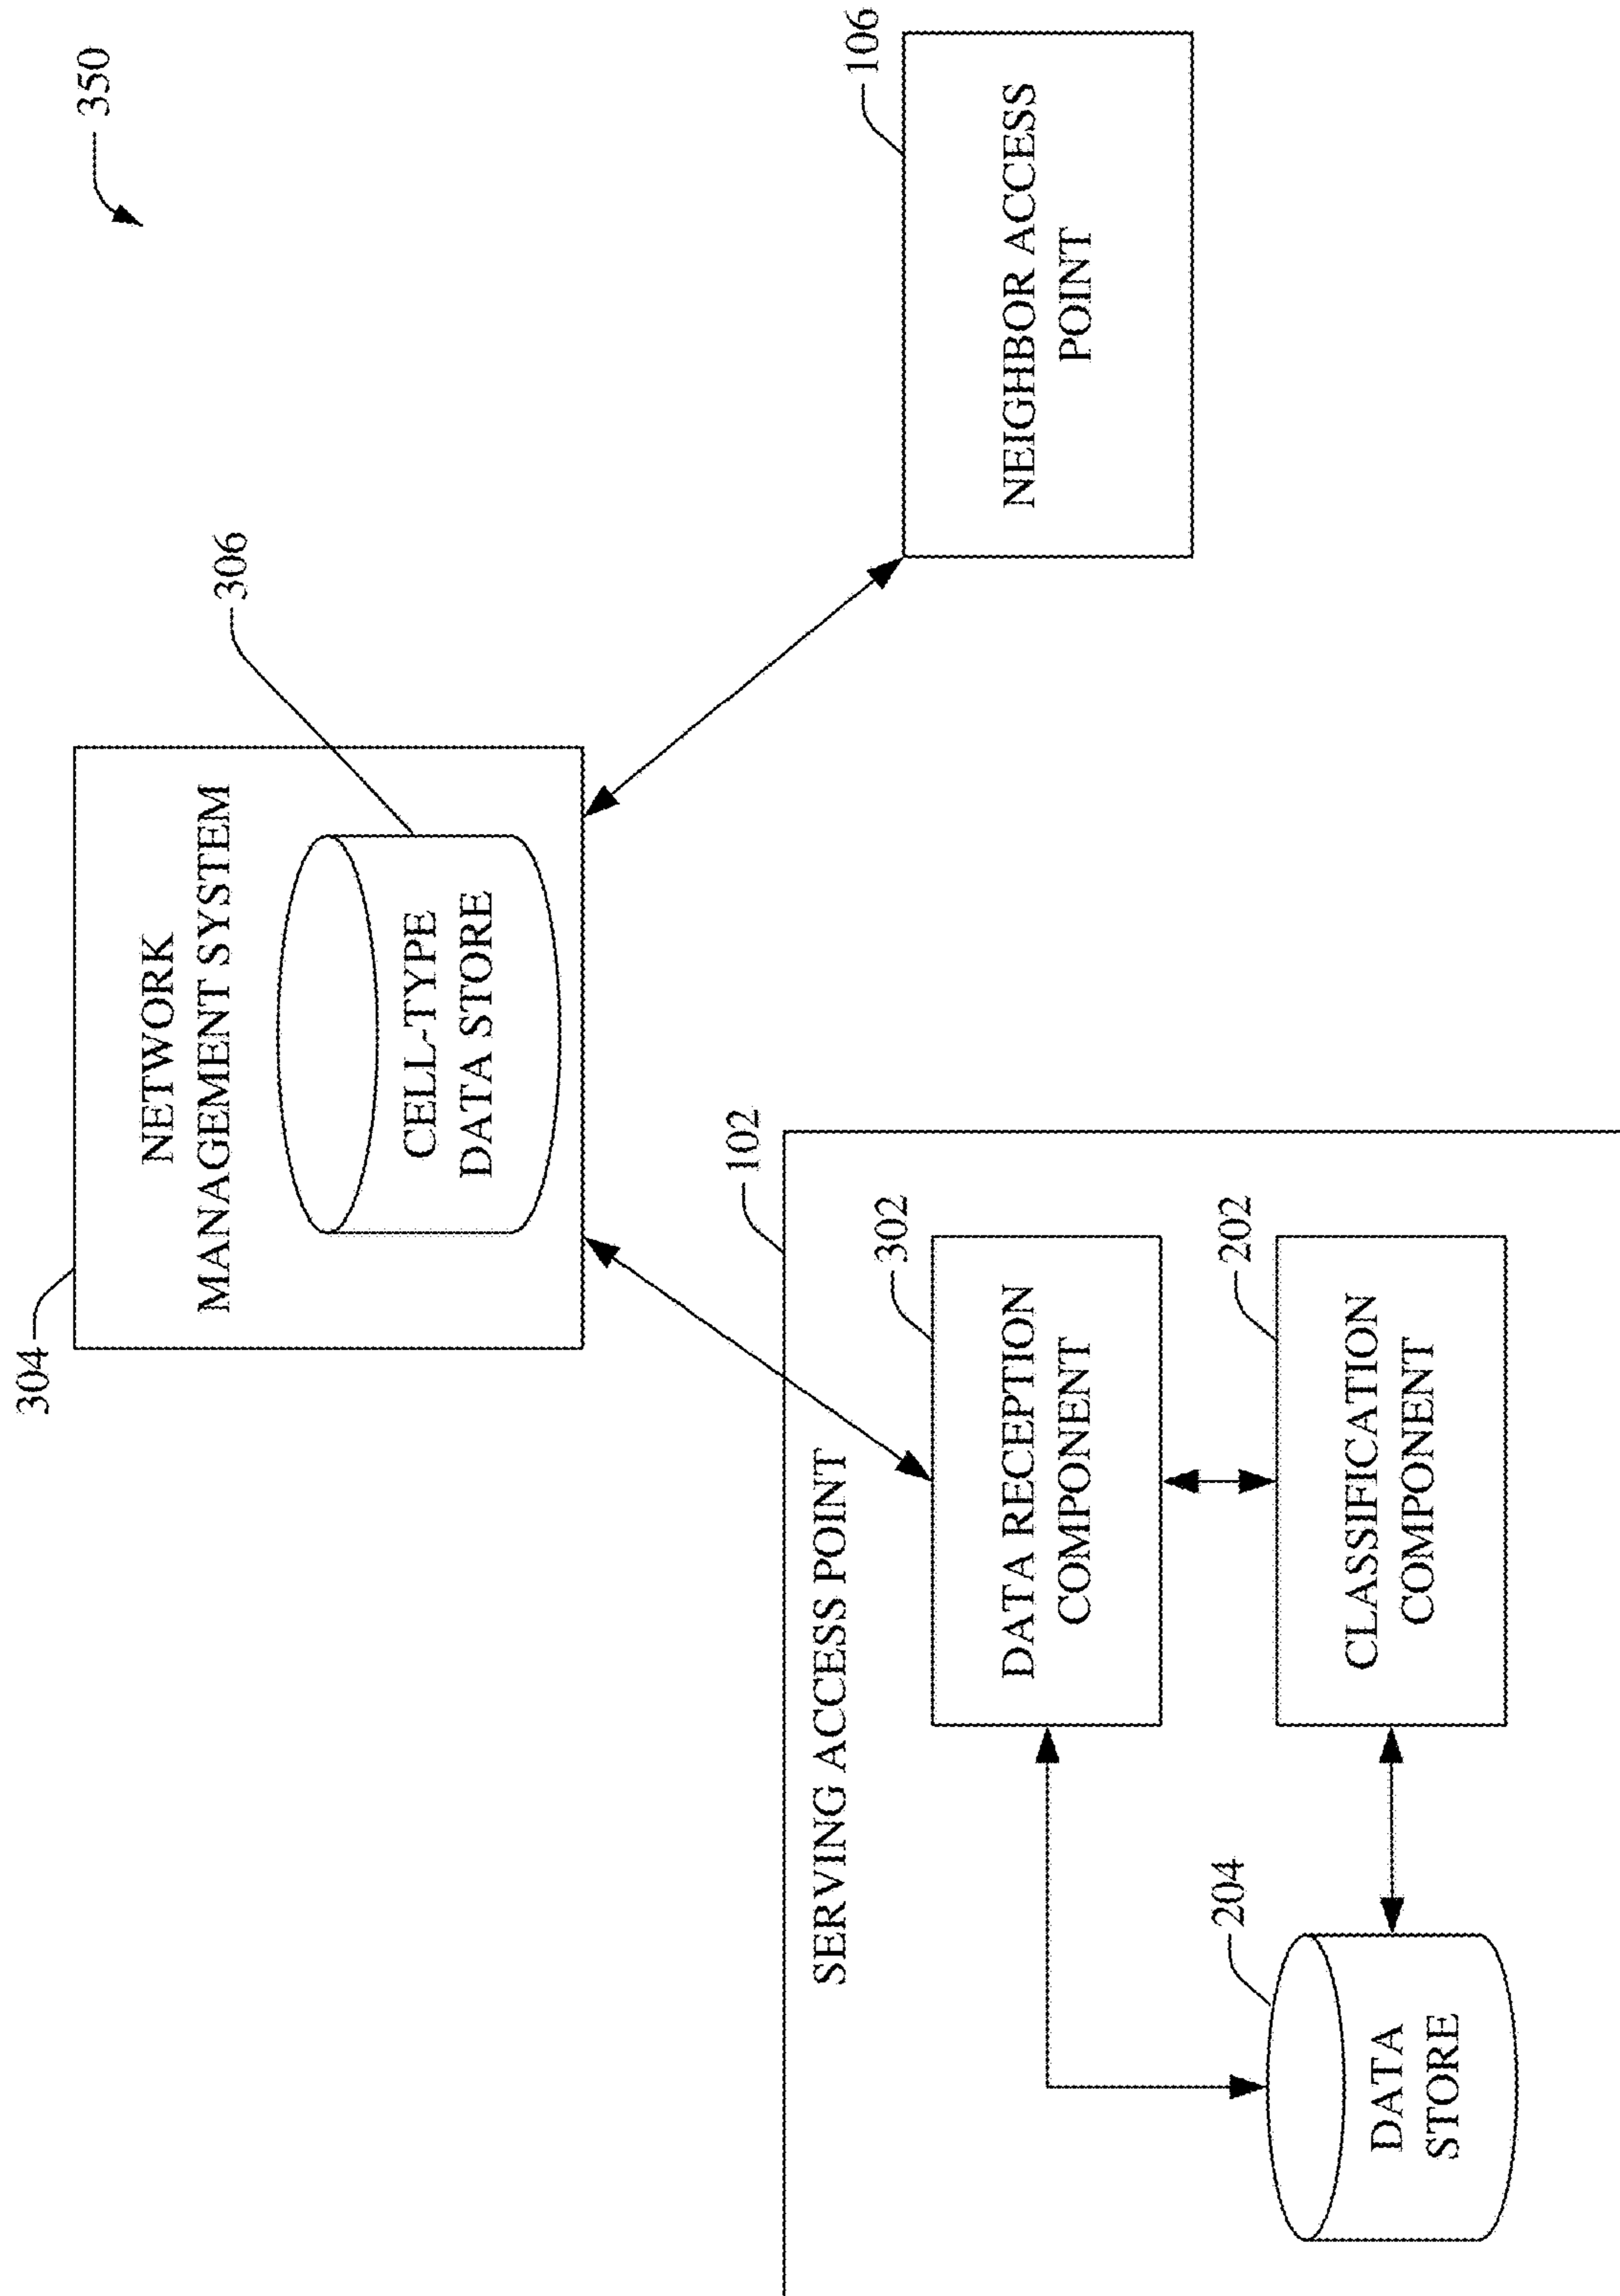 350
304
NETWORK
MANAGEMENT SYSTEM
306
CELL-TYPE
DATA STORE
102
106
SERVING ACCESS POINT
NEIGHBOR ACCESS
POINT
302
DATA RECEPTION
COMPONENT
204
202
DATA
STORE
CLASSIFICATION
COMPONENT